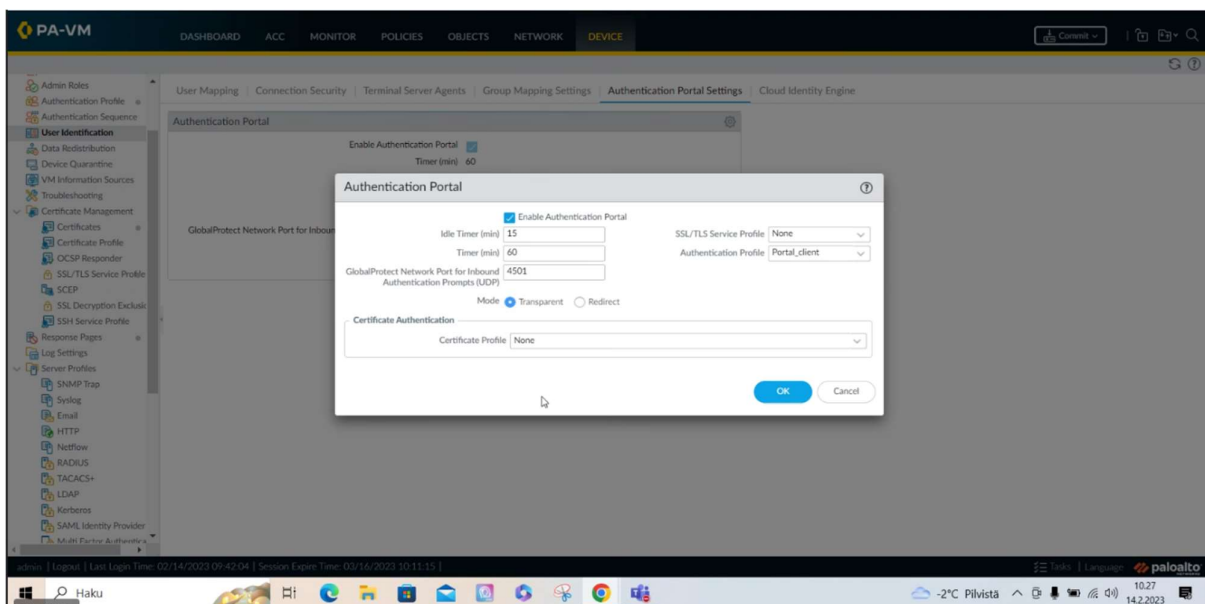 PA-VM
DASHBOARD ACC MONITOR POLICIES OBJECTS NETWORK DEVICE
Commit
Admin Roles
Authentication Profile
Authentication Sequence
User Identification
Data Redistribution
Device Quarantine
VM Information Sources
Troubleshooting
Certificate Management
Certificates
Certificate Profile
OCSP Responder
SSL/TLS Service Profile
SCEP
SSL Decryption Exclusio
SSH Service Profile
Response Pages
Log Settings
Server Profiles
SNMP Trap
Syslog
Email
HTTP
Netflow
RADIUS
TACACS+
LDAP
Kerberos
SAML Identity Provider
Multi Factor Authentica
User Mapping | Connection Security | Terminal Server Agents | Group Mapping Settings | Authentication Portal Settings | Cloud Identity Engine
Authentication Portal
Enable Authentication Portal
Timer (min) 60
GlobalProtect Network Port for Inboun
Authentication Portal
Enable Authentication Portal
Idle Timer (min) 15
SSL/TLS Service Profile None
Timer (min) 60
Authentication Profile Portal_client
GlobalProtect Network Port for Inbound 4501
Authentication Prompts (UDP)
Mode Transparent Redirect
Certificate Authentication
Certificate Profile None
OK Cancel
admin | Logout | Last Login Time: 02/14/2023 09:42:04 | Session Expire Time: 03/16/2023 10:11:15 |
Tasks | Language paloalto
NETWORKS
Haku
-2°C Pilvistä
10.27
14.2.2023